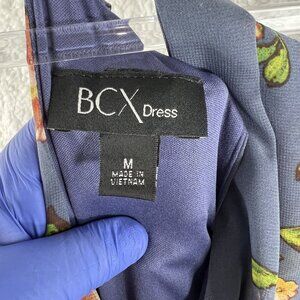 BCX Dress
M
MADE IN
VIETNAM